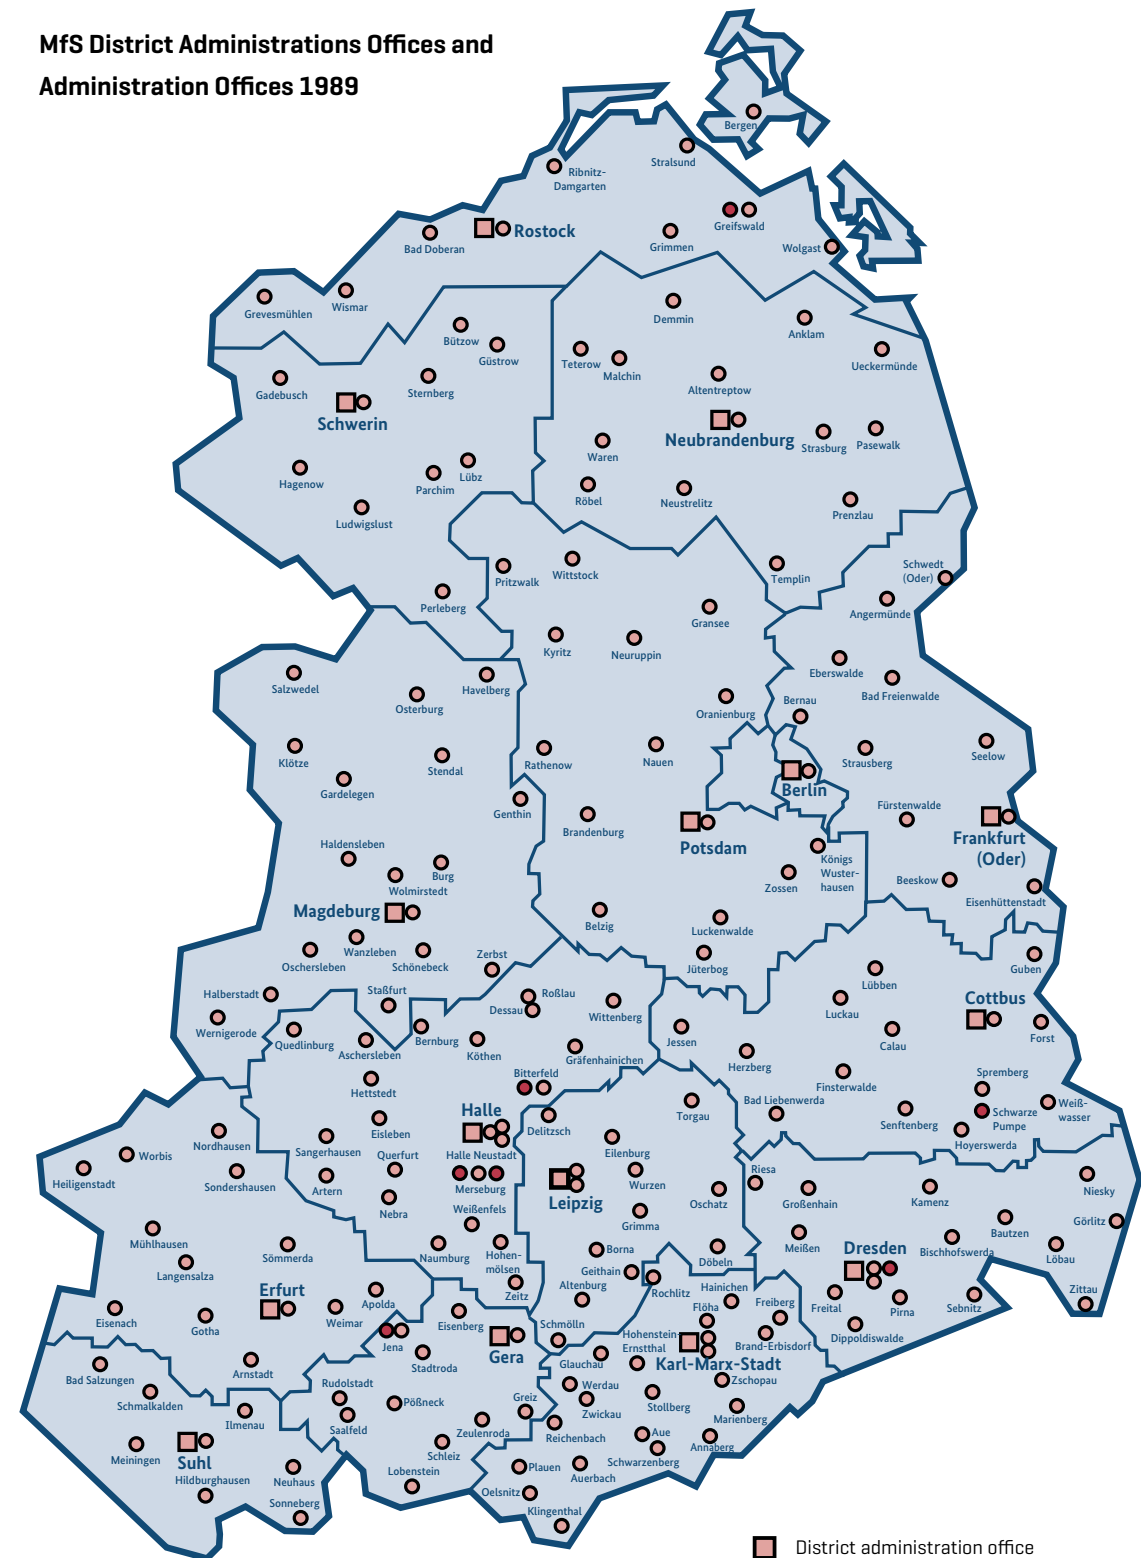 MfS District Administrations Offices and
Administration Offices 1989
Bergen
Stralsund
Ribnitz-
Damgarten
Greifswald
Rostock
Bad Doberan
Grimmen
Wolgast
Grevesmühlen
Wismar
Demmin
Anklam
Bützow
Güstrow
Teterow
Malchin
Ueckermünde
Gadebusch
Sternberg
Altentreptow
Schwerin
Neubrandenburg
Strasburg
Pasewalk
Waren
Hagenow
Parchim
Lübz
Röbel
Neustrelitz
Ludwigslust
Prenzlau
Pritzwalk
Wittstock
Templin
Schwedt
(Oder)
Perleberg
Gransee
Angermünde
Kyritz
Neuruppin
Salzwedel
Havelberg
Eberswalde
Osterburg
Bad Freienwalde
Oranienburg
Bernau
Klötze
Stendal
Rathenow
Nauen
Strausberg
Seelow
Gardelegen
Berlin
Genthin
Brandenburg
Fürstenwalde
Potsdam
Frankfurt
(Oder)
Haldensleben
Burg
Wolmirstedt
Königs
Wuster-
hausen
Zossen
Beeskow
Eisenhüttenstadt
Magdeburg
Belzig
Luckenwalde
Wanzleben
Oschersleben
Schönebeck
Zerbst
Jüterbog
Guben
Lübben
Halberstadt
Staßfurt
Roßlau
Dessau
Wittenberg
Luckau
Cottbus
Wernigerode
Quedlinburg
Aschersleben
Bernburg
Köthen
Gräfenhainichen
Jessen
Calau
Forst
Herzberg
Hettstedt
Bitterfeld
Finsterwalde
Spremberg
Halle
Delitzsch
Torgau
Bad Liebenwerda
Senftenberg
Schwarze
Pumpe
Weiß-
wasser
Hoyerswerda
Nordhausen
Eisleben
Sangerhausen
Halle Neustadt
Eilenburg
Worbis
Heiligenstadt
Sondershausen
Artern
Querfurt
Merseburg
Leipzig
Wurzen
Riesa
Oschatz
Großenhain
Kamenz
Niesky
Nebra
Weißenfels
Grimma
Görlitz
Mühlhausen
Langensalza
Sömmerda
Naumburg
Hohen-
mölsen
Borna
Döbeln
Meißen
Dresden
Bischofswerda
Bautzen
Löbau
Zeitz
Geithain
Altenburg
Rochlitz
Hainichen
Freital
Pirna
Sebnitz
Zittau
Erfurt
Apolda
Eisenach
Gotha
Weimar
Jena
Eisenberg
Gera
Schmölln
Flöha
Freiberg
Brand-Erbisdorf
Dippoldiswalde
Hohenstein
Ernstthal
Karl-Marx-Stadt
Stadtroda
Glauchau
Zschopau
Bad Salzungen
Arnstadt
Schmalkalden
Rudolstadt
Pößneck
Greiz
Werdau
Zwickau
Stollberg
Marienberg
Ilmenau
Saalfeld
Zeulenroda
Reichenbach
Aue
Annaberg
Meiningen
Suhl
Schleiz
Schwarzenberg
Plauen
Auerbach
Hildburghausen
Neuhaus
Lobenstein
Oelsnitz
Sonneberg
Klingenthal
District administration office